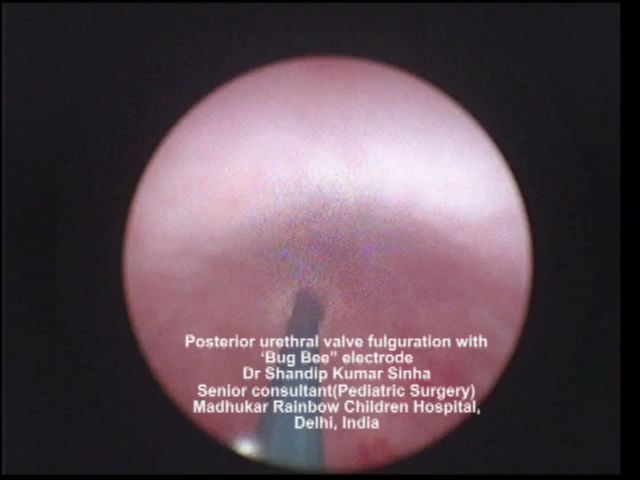 Posterior urethral valve fulguration with
‘Bug Bee” electrode
Dr Shandip Kumar Sinha
Senior consultant(Pediatric Surgery)
Madhukar Rainbow Children Hospital,
Delhi, India